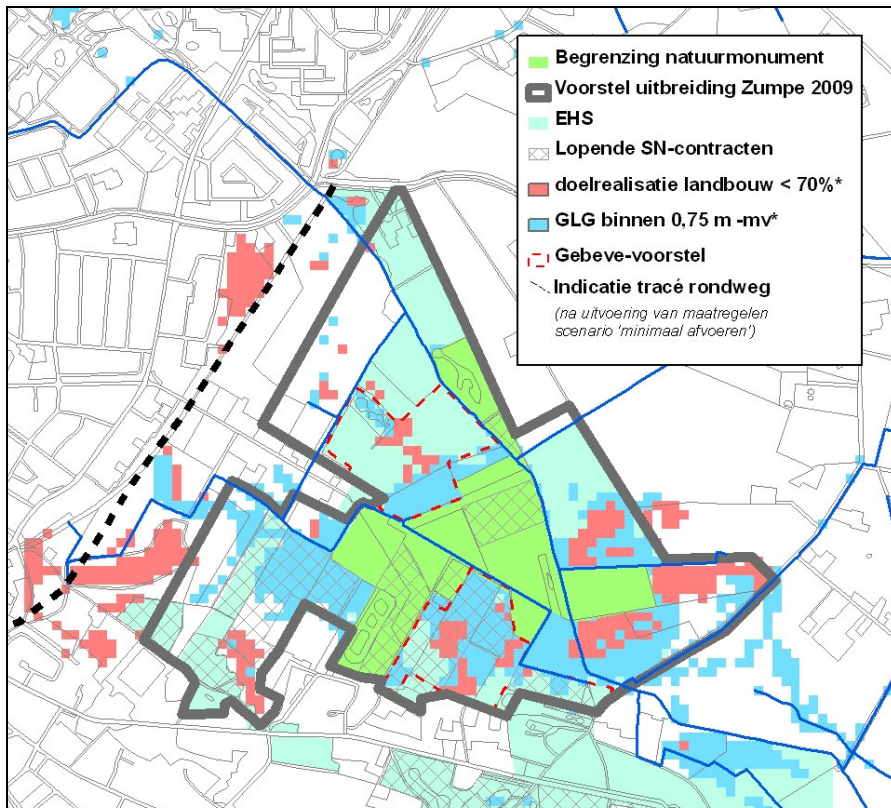 Begrenzing natuurmonument
Voorstel uitbreiding Zumpe 2009
EHS
Lopende SN-contracten
doelrealisatie landbouw < 70%*
GLG binnen 0,75 m -mv*
Gebeve-voorstel
Indicatie tracé rondweg
(na uitvoering van maatregelen
scenario 'minimaal afvoeren')